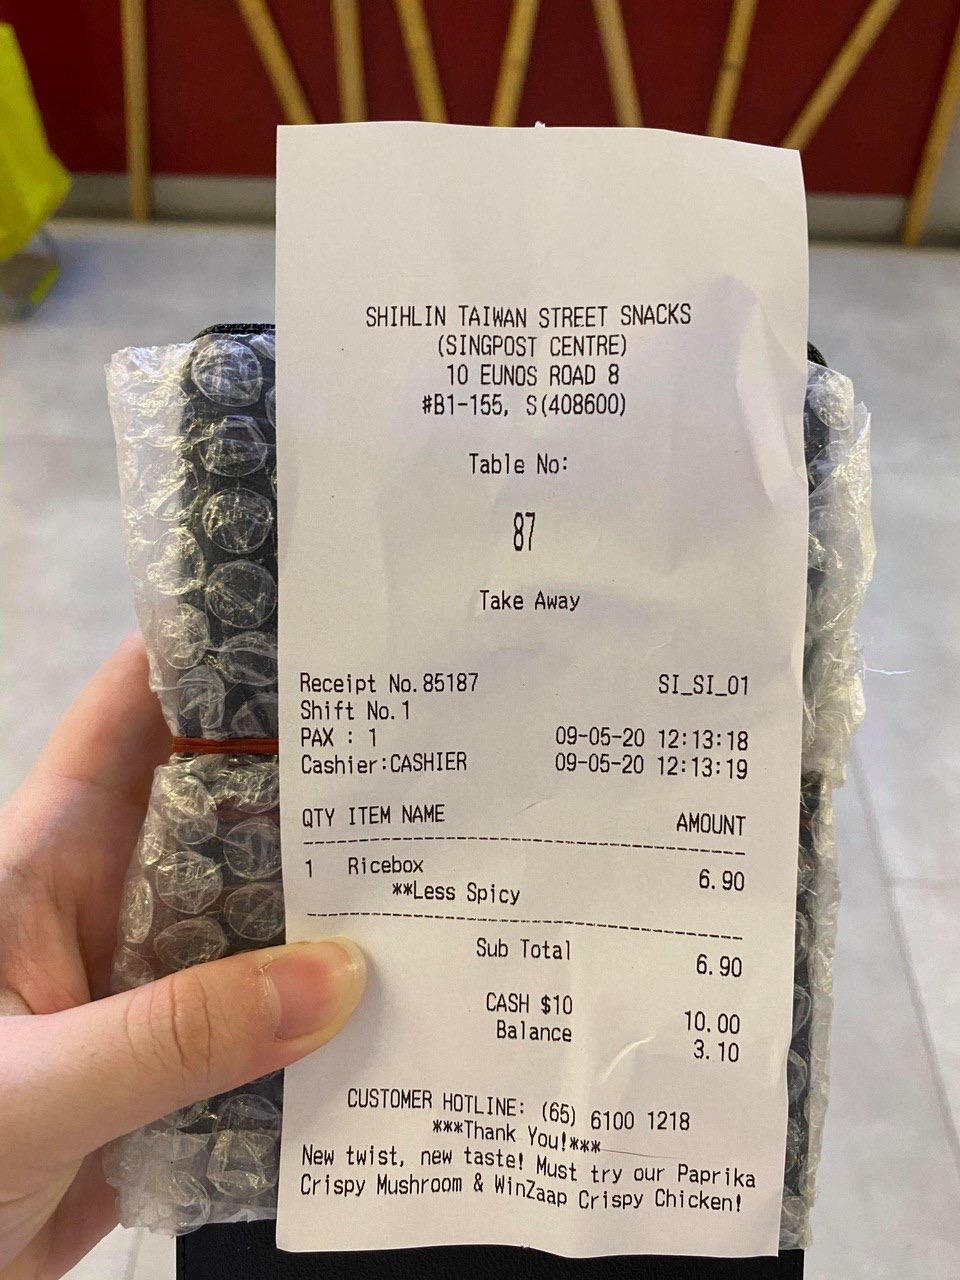 SHIHLIN TAIWAN STREET SNACKS
(SINGPOST CENTRE)
10 EUNOS ROAD 8
#B1-155, S(408600)
Table No:
87
Take Away
Receipt No.85187 SI_SI_01
Shift No.1
PAX : 1 09-05-20 12:13:18
Cashier:CASHIER 09-05-20 12:13:19
QTY ITEM NAME AMOUNT
1 Ricebox 6.90
**Less Spicy
Sub Total 6.90
CASH $10 10.00
Balance 3.10
CUSTOMER HOTLINE: (65) 6100 1218
***Thank You!***
New twist, new taste! Must try our Paprika
Crispy Mushroom & WinZaap Crispy Chicken!